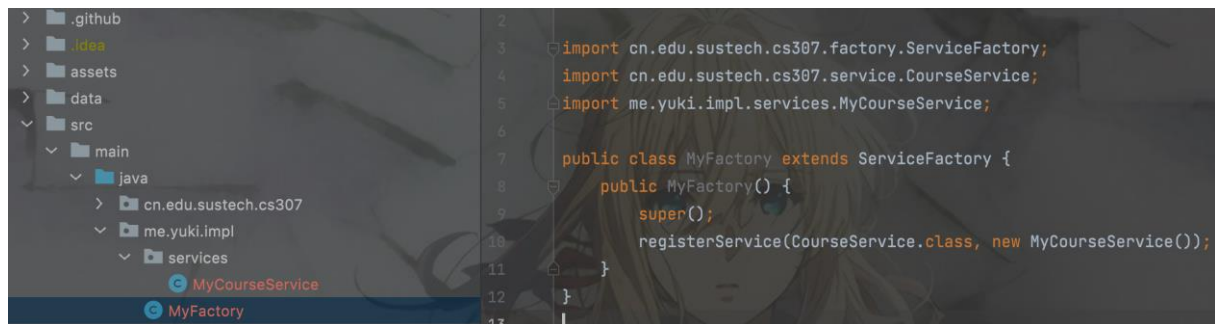 .github
.idea
assets
data
src
main
java
cn.edu.sustech.cs307
me.yuki.impl
services
MyCourseService
MyFactory
2
3 import cn.edu.sustech.cs307.factory.ServiceFactory;
4 import cn.edu.sustech.cs307.service.CourseService;
5 import me.yuki.impl.services.MyCourseService;
6
7 public class MyFactory extends ServiceFactory {
8 public MyFactory() {
9 super();
10 registerService(CourseService.class, new MyCourseService());
11 }
12 }
13